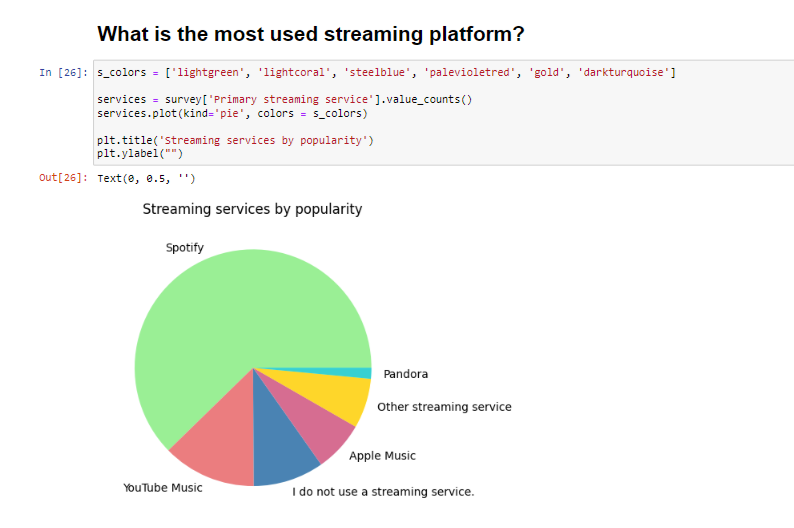 What is the most used streaming platform?
In [26]: s_colors = ['lightgreen', 'lightcoral', 'steelblue', 'palevioletred', 'gold', 'darkturquoise']
services = survey['Primary streaming service'].value_counts()
services.plot(kind='pie', colors = s_colors)
plt.title('Streaming services by popularity')
plt.ylabel("")
Out[26]: Text(0, 0.5, '')
Streaming services by popularity
Spotify
Pandora
Other streaming service
Apple Music
YouTube Music
I do not use a streaming service.